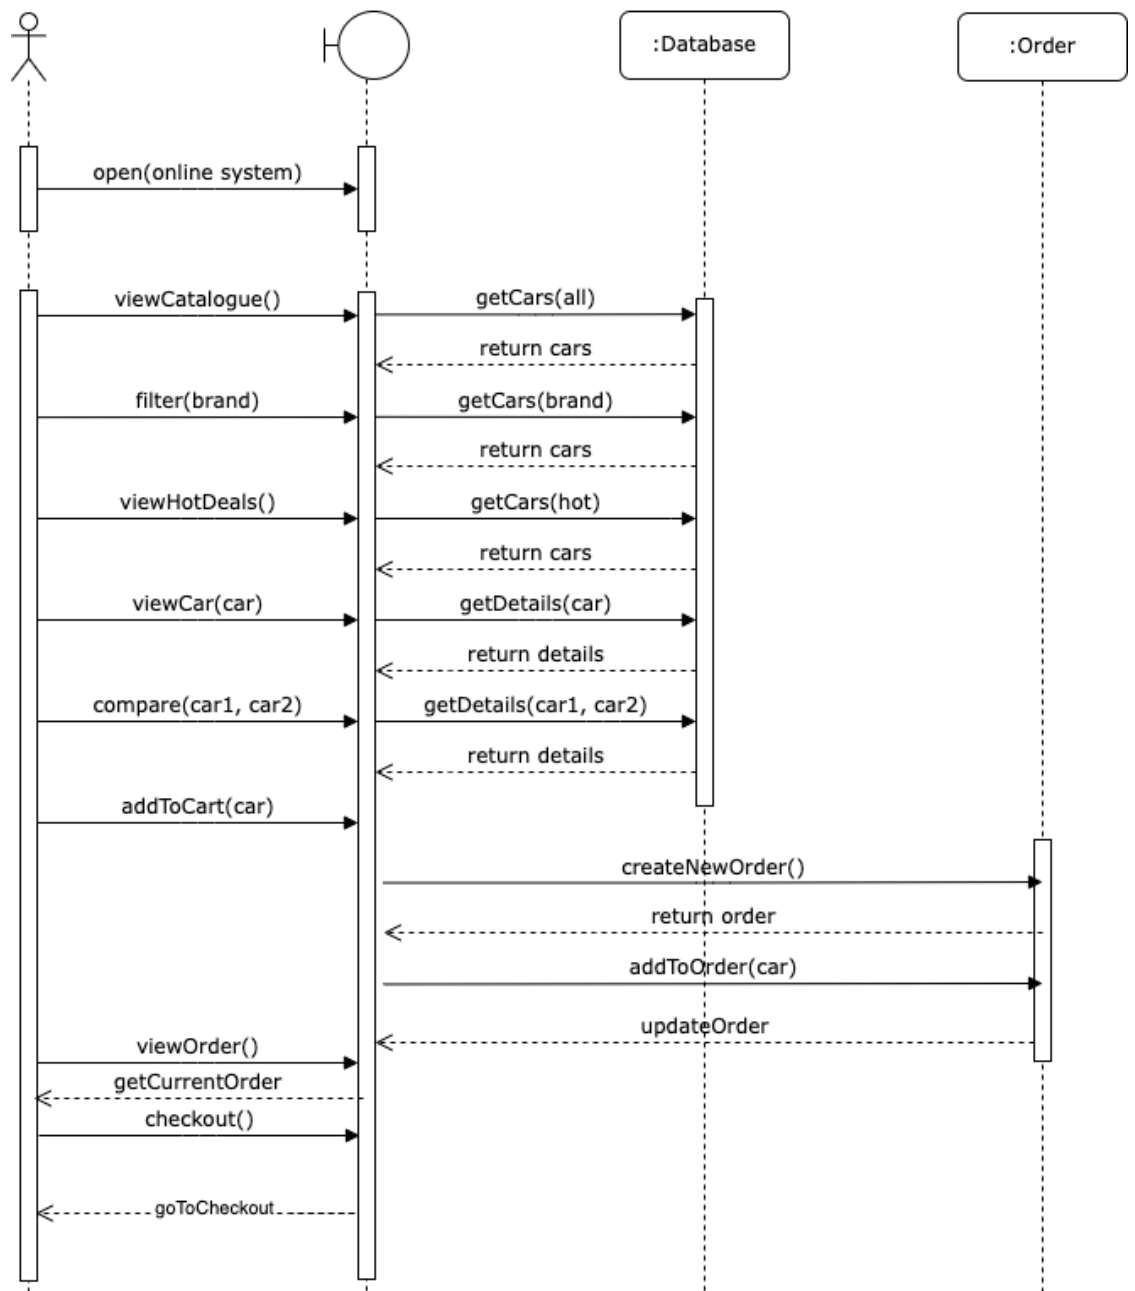 :Database
:Order
open(online system)
viewCatalogue()
getCars(all)
return cars
filter(brand)
getCars(brand)
return cars
viewHotDeals()
getCars(hot)
return cars
viewCar(car)
getDetails(car)
return details
compare(car1, car2)
getDetails(car1, car2)
return details
addToCart(car)
createNewOrder()
return order
addToOrder(car)
updateOrder
viewOrder()
getCurrentOrder
checkout()
goToCheckout